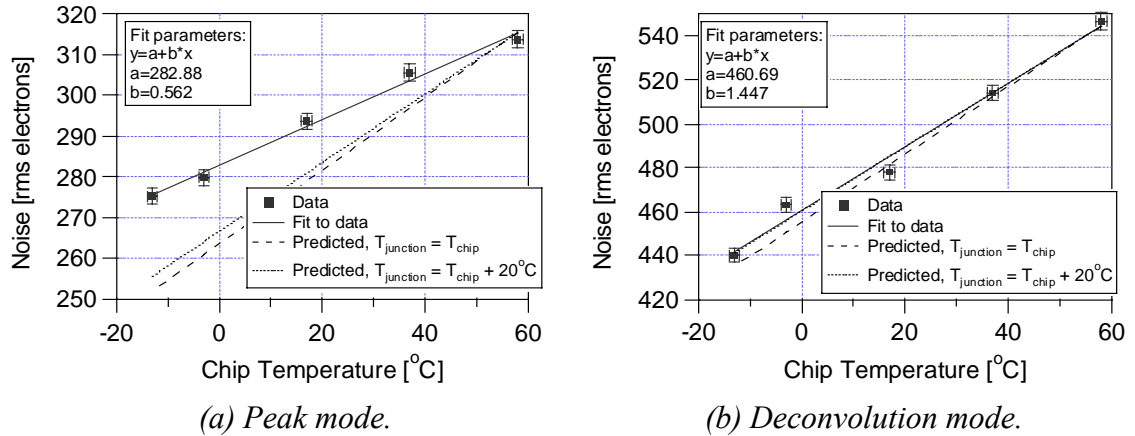 320
310
300
290
280
270
260
250
Noise [rms electrons]
Fit parameters:
y=a+b*x
a=282.88
b=0.562
Data
Fit to data
Predicted, T_junction = T_chip
Predicted, T_junction = T_chip + 20°C
-20 0 20 40 60
Chip Temperature [°C]
(a) Peak mode.
540
520
500
480
460
440
420
Noise [rms electrons]
Fit parameters:
y=a+b*x
a=460.69
b=1.447
Data
Fit to data
Predicted, T_junction = T_chip
Predicted, T_junction = T_chip + 20°C
-20 0 20 40 60
Chip Temperature [°C]
(b) Deconvolution mode.